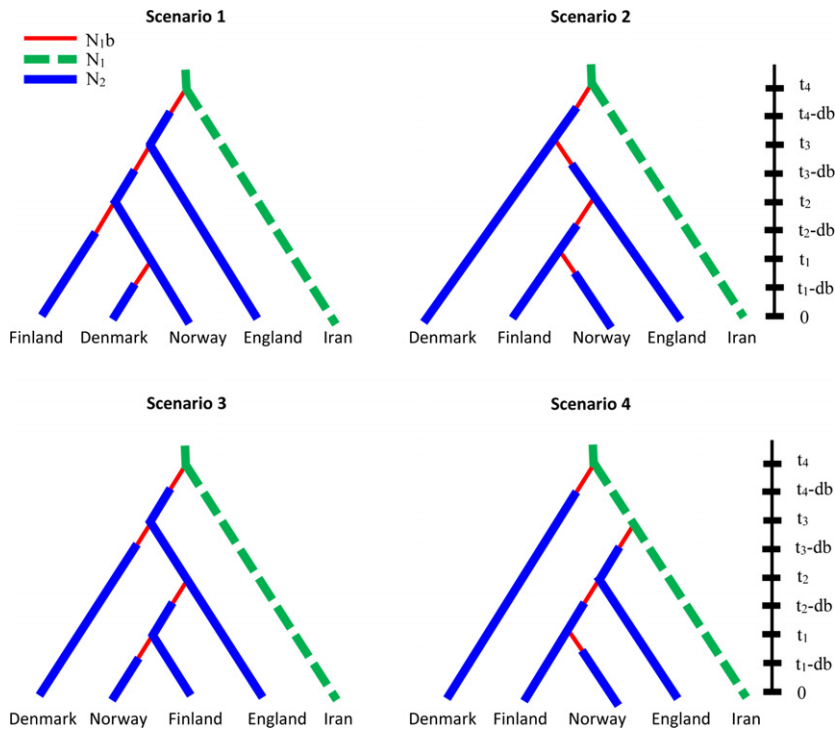 Scenario 1
Scenario 2
N₁b
N₁
N₂
t₄
t₄-db
t₃
t₃-db
t₂
t₂-db
t₁
t₁-db
0
Finland Denmark Norway England Iran
Denmark Finland Norway England Iran
Scenario 3
Scenario 4
t₄
t₄-db
t₃
t₃-db
t₂
t₂-db
t₁
t₁-db
0
Denmark Norway Finland England Iran
Denmark Finland Norway England Iran